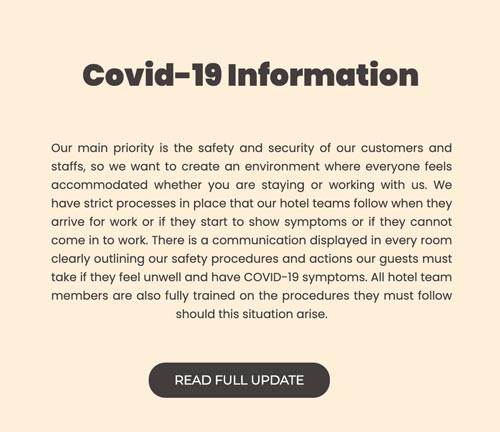 Covid-19 Information
Our main priority is the safety and security of our customers and
staffs, so we want to create an environment where everyone feels
accommodated whether you are staying or working with us. We
have strict processes in place that our hotel teams follow when they
arrive for work or if they start to show symptoms or if they cannot
come in to work. There is a communication displayed in every room
clearly outlining our safety procedures and actions our guests must
take if they feel unwell and have COVID-19 symptoms. All hotel team
members are also fully trained on the procedures they must follow
should this situation arise.
READ FULL UPDATE